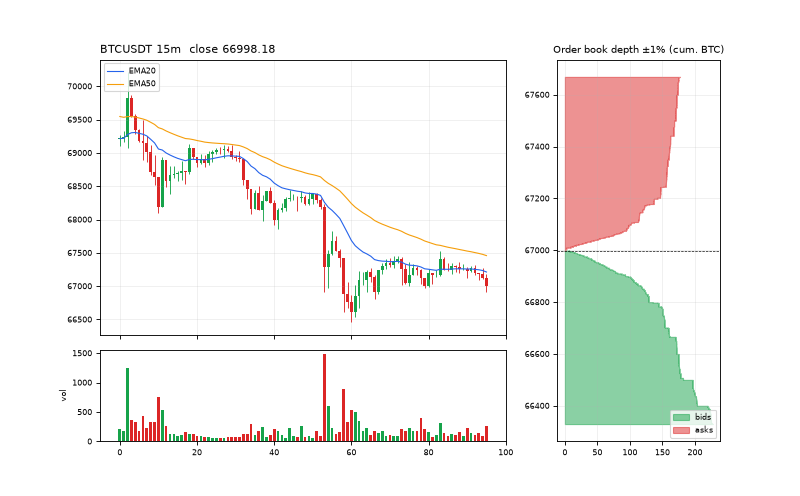 BTCUSDT 15m close 66998.18
EMA20
EMA50
70000
69500
69000
68500
68000
67500
67000
66500
1500
1000
500
0
vol
0 20 40 60 80 100
Order book depth ±1% (cum. BTC)
67600
67400
67200
67000
66800
66600
66400
bids
asks
0 50 100 150 200